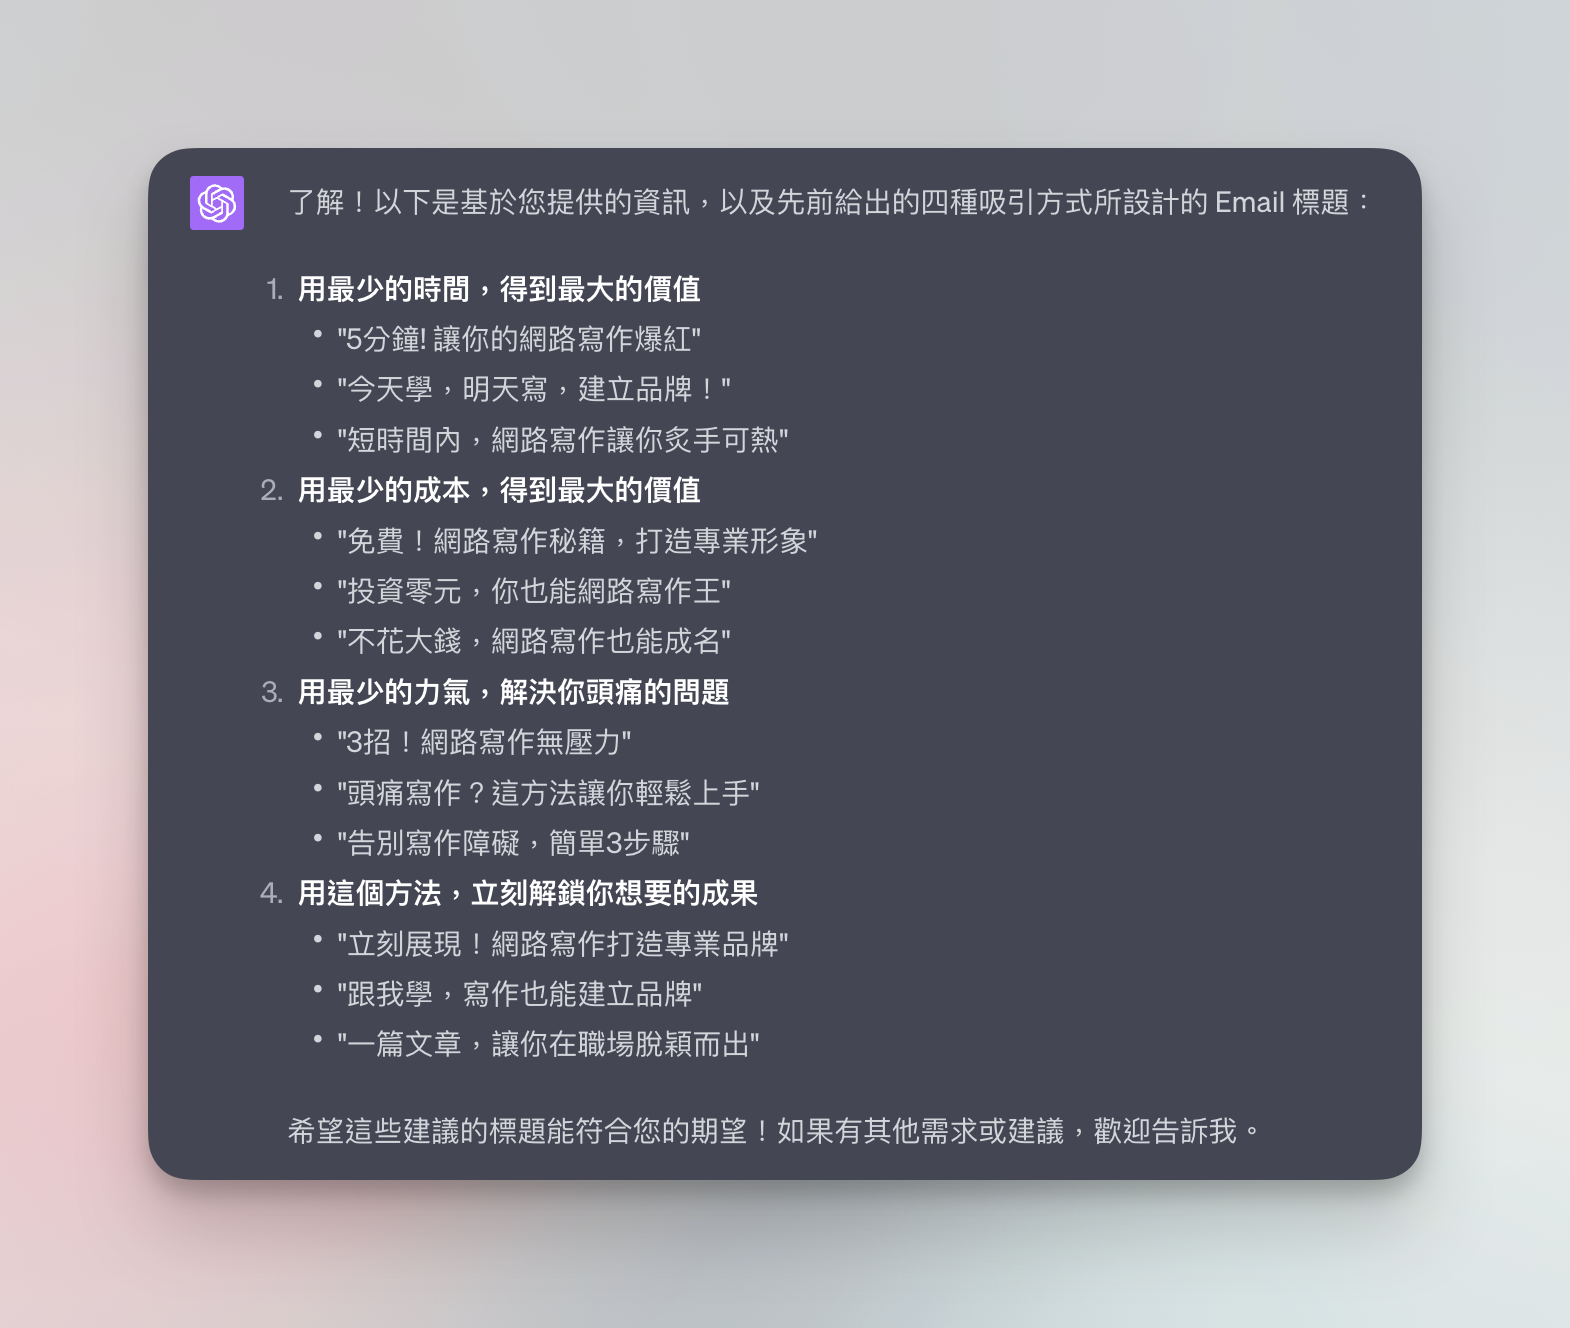 了解！以下是基於您提供的資訊，以及先前給出的四種吸引方式所設計的 Email 標題：
1. 用最少的時間，得到最大的價值
• "5分鐘! 讓你的網路寫作爆紅"
• "今天學，明天寫，建立品牌！"
• "短時間內，網路寫作讓你炙手可熱"
2. 用最少的成本，得到最大的價值
• "免費！網路寫作秘籍，打造專業形象"
• "投資零元，你也能網路寫作王"
• "不花大錢，網路寫作也能成名"
3. 用最少的力氣，解決你頭痛的問題
• "3招！網路寫作無壓力"
• "頭痛寫作？這方法讓你輕鬆上手"
• "告別寫作障礙，簡單3步驟"
4. 用這個方法，立刻解鎖你想要的成果
• "立刻展現！網路寫作打造專業品牌"
• "跟我學，寫作也能建立品牌"
• "一篇文章，讓你在職場脫穎而出"
希望這些建議的標題能符合您的期望！如果有其他需求或建議，歡迎告訴我。